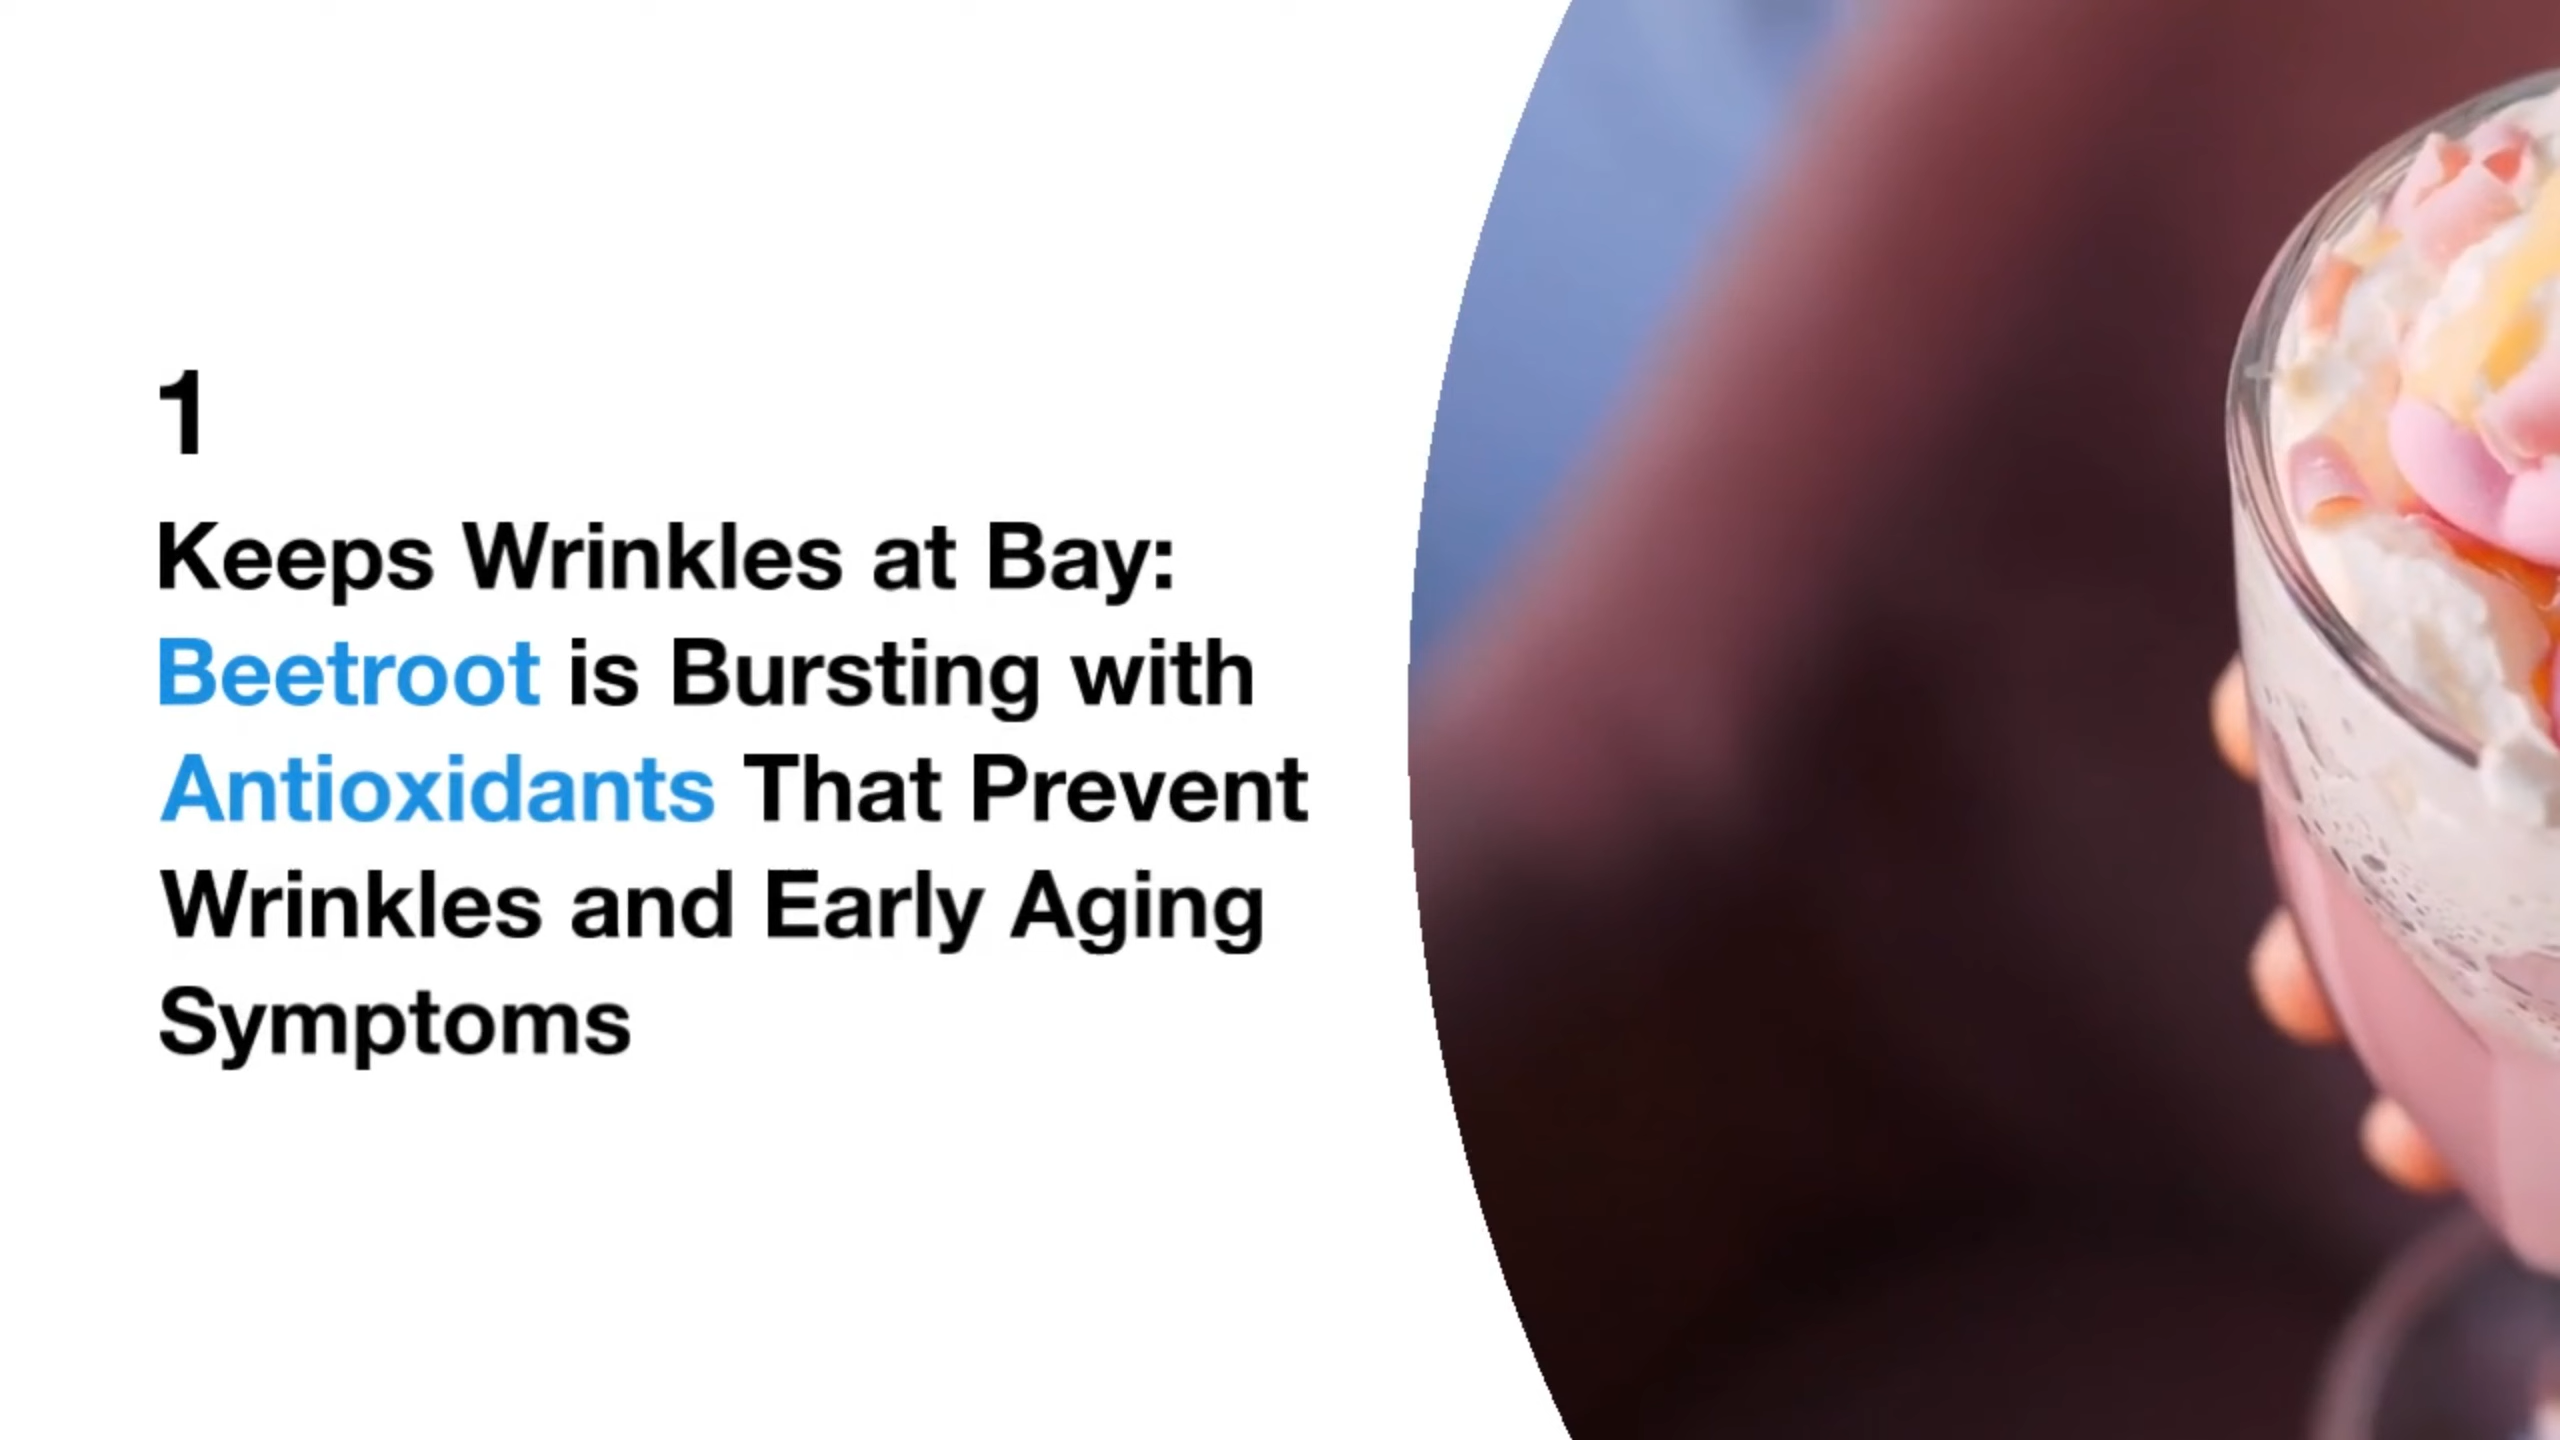 1
Keeps Wrinkles at Bay:
Beetroot is Bursting with
Antioxidants That Prevent
Wrinkles and Early Aging
Symptoms